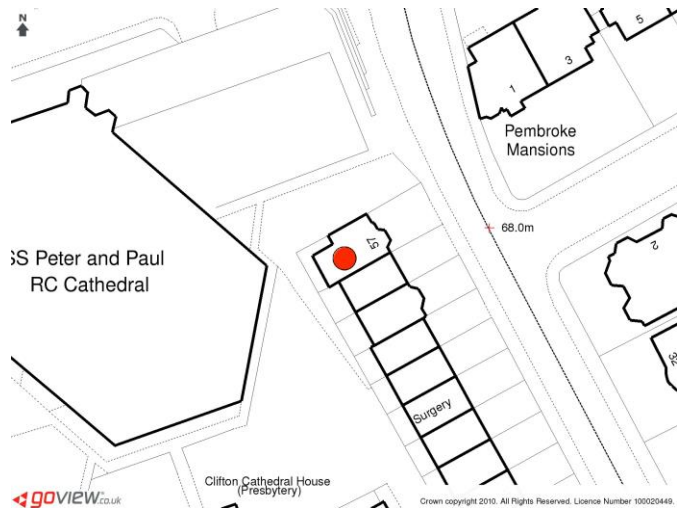 N
5
3
1
Pembroke
Mansions
57
68.0m
SS Peter and Paul
RC Cathedral
2
32
Surgery
Clifton Cathedral House
(Presbytery)
goview.co.uk
Crown copyright 2010. All Rights Reserved. Licence Number 100020449.